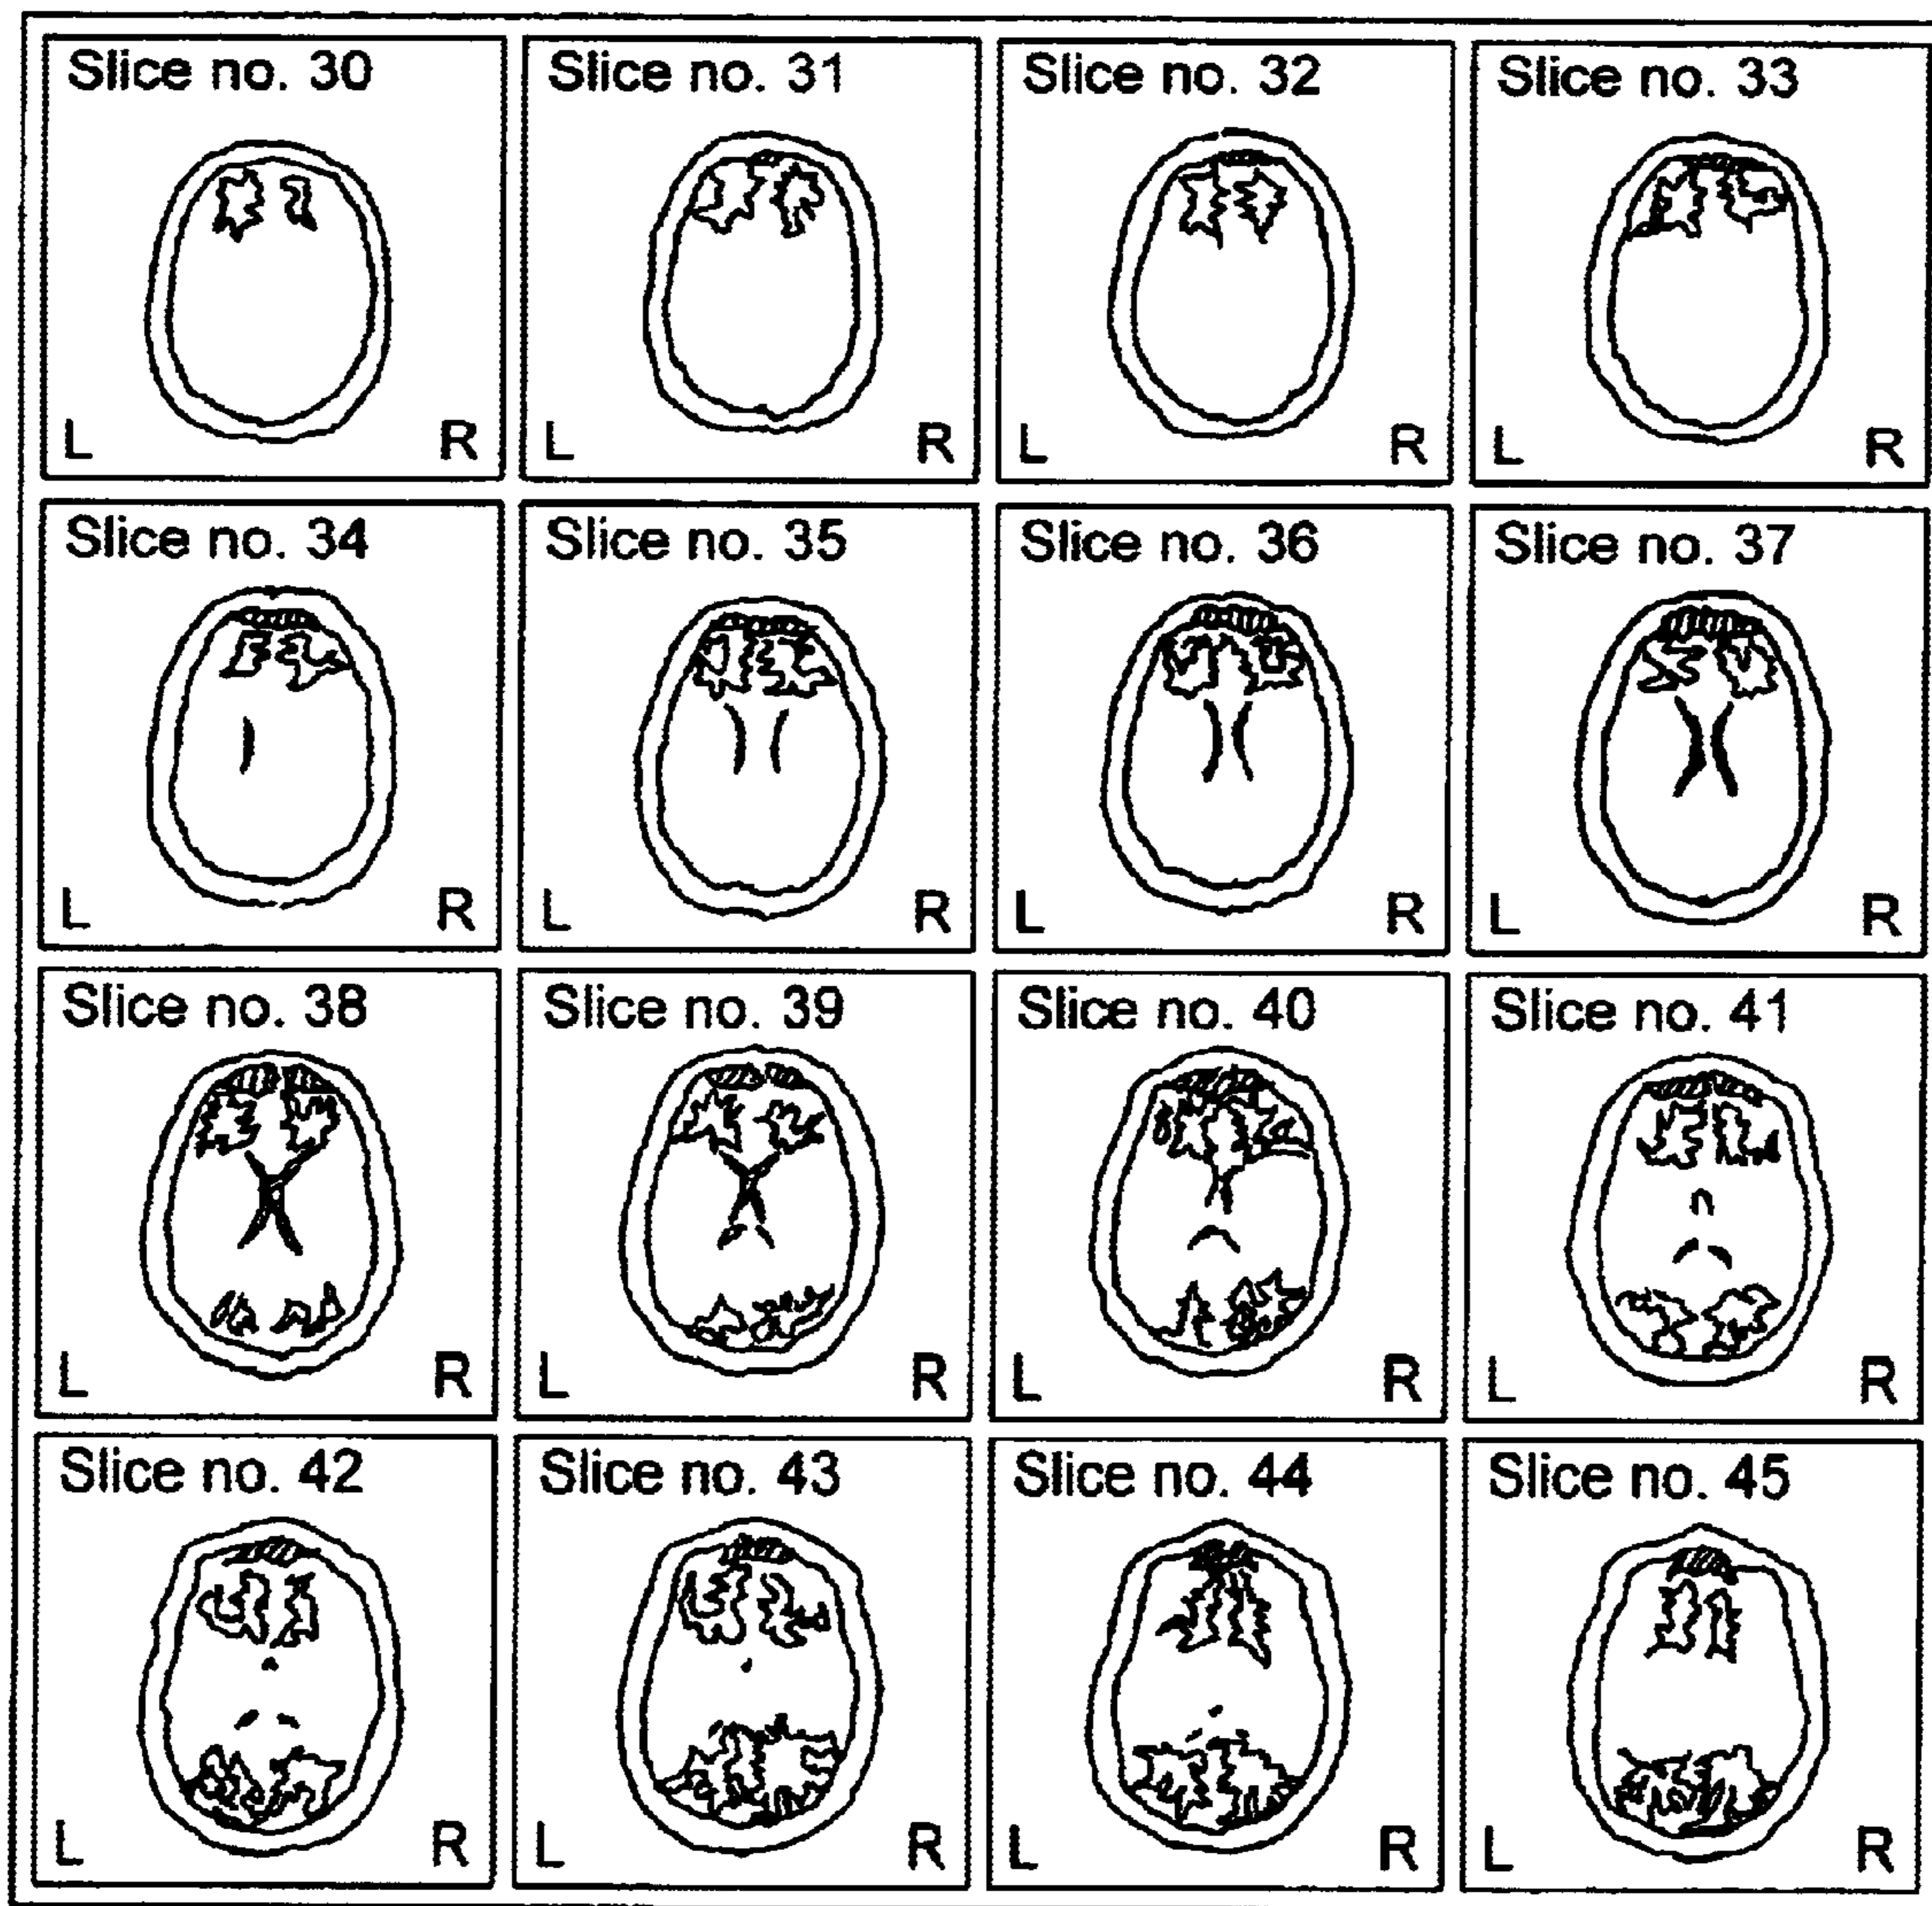 Slice no. 30
L R
Slice no. 31
L R
Slice no. 32
L R
Slice no. 33
L R
Slice no. 34
L R
Slice no. 35
L R
Slice no. 36
L R
Slice no. 37
L R
Slice no. 38
L R
Slice no. 39
L R
Slice no. 40
L R
Slice no. 41
L R
Slice no. 42
L R
Slice no. 43
L R
Slice no. 44
L R
Slice no. 45
L R